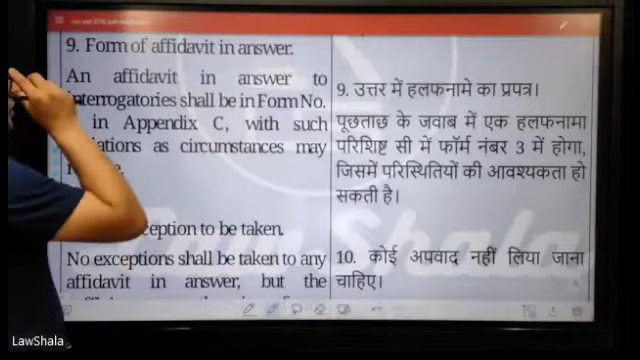 9. Form of affidavit in answer.
An affidavit in answer to
interrogatories shall be in Form No.
in Appendix C, with such
ations as circumstances may
9. उत्तर में हलफनामे का प्रपत्र।
पूछताछ के जवाब में एक हलफनामा
परिशिष्ट सी में फॉर्म नंबर 3 में होगा,
जिसमें परिस्थितियों की आवश्यकता हो
सकती है।
ception to be taken.
No exceptions shall be taken to any
affidavit in answer, but the
10. कोई अपवाद नहीं लिया जाना
चाहिए।
Law Shala
LawShala